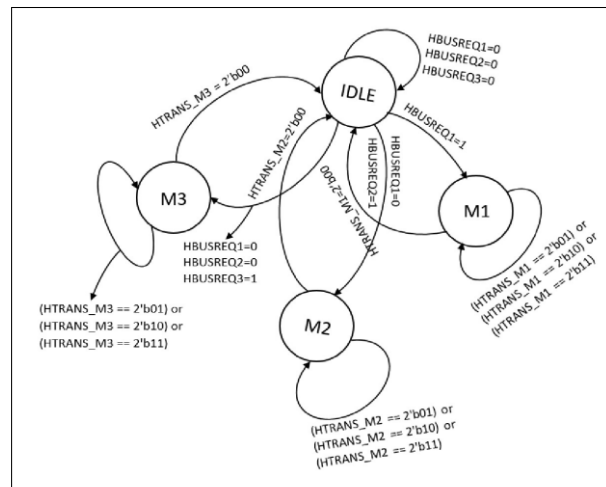 HBUSREQ1=0
HBUSREQ2=0
HBUSREQ3=0
IDLE
HTRANS_M3 = 2'b00
HTRANS_M2=2'b00
HBUSREQ1=1
HBUSREQ1=0
HBUSREQ2=1
HTRANS_M1=2'b00
M3
M1
HBUSREQ1=0
HBUSREQ2=0
HBUSREQ3=1
(HTRANS_M1 == 2'b01) or
(HTRANS_M1 == 2'b10) or
(HTRANS_M1 == 2'b11)
(HTRANS_M3 == 2'b01) or
(HTRANS_M3 == 2'b10) or
(HTRANS_M3 == 2'b11)
M2
(HTRANS_M2 == 2'b01) or
(HTRANS_M2 == 2'b10) or
(HTRANS_M2 == 2'b11)